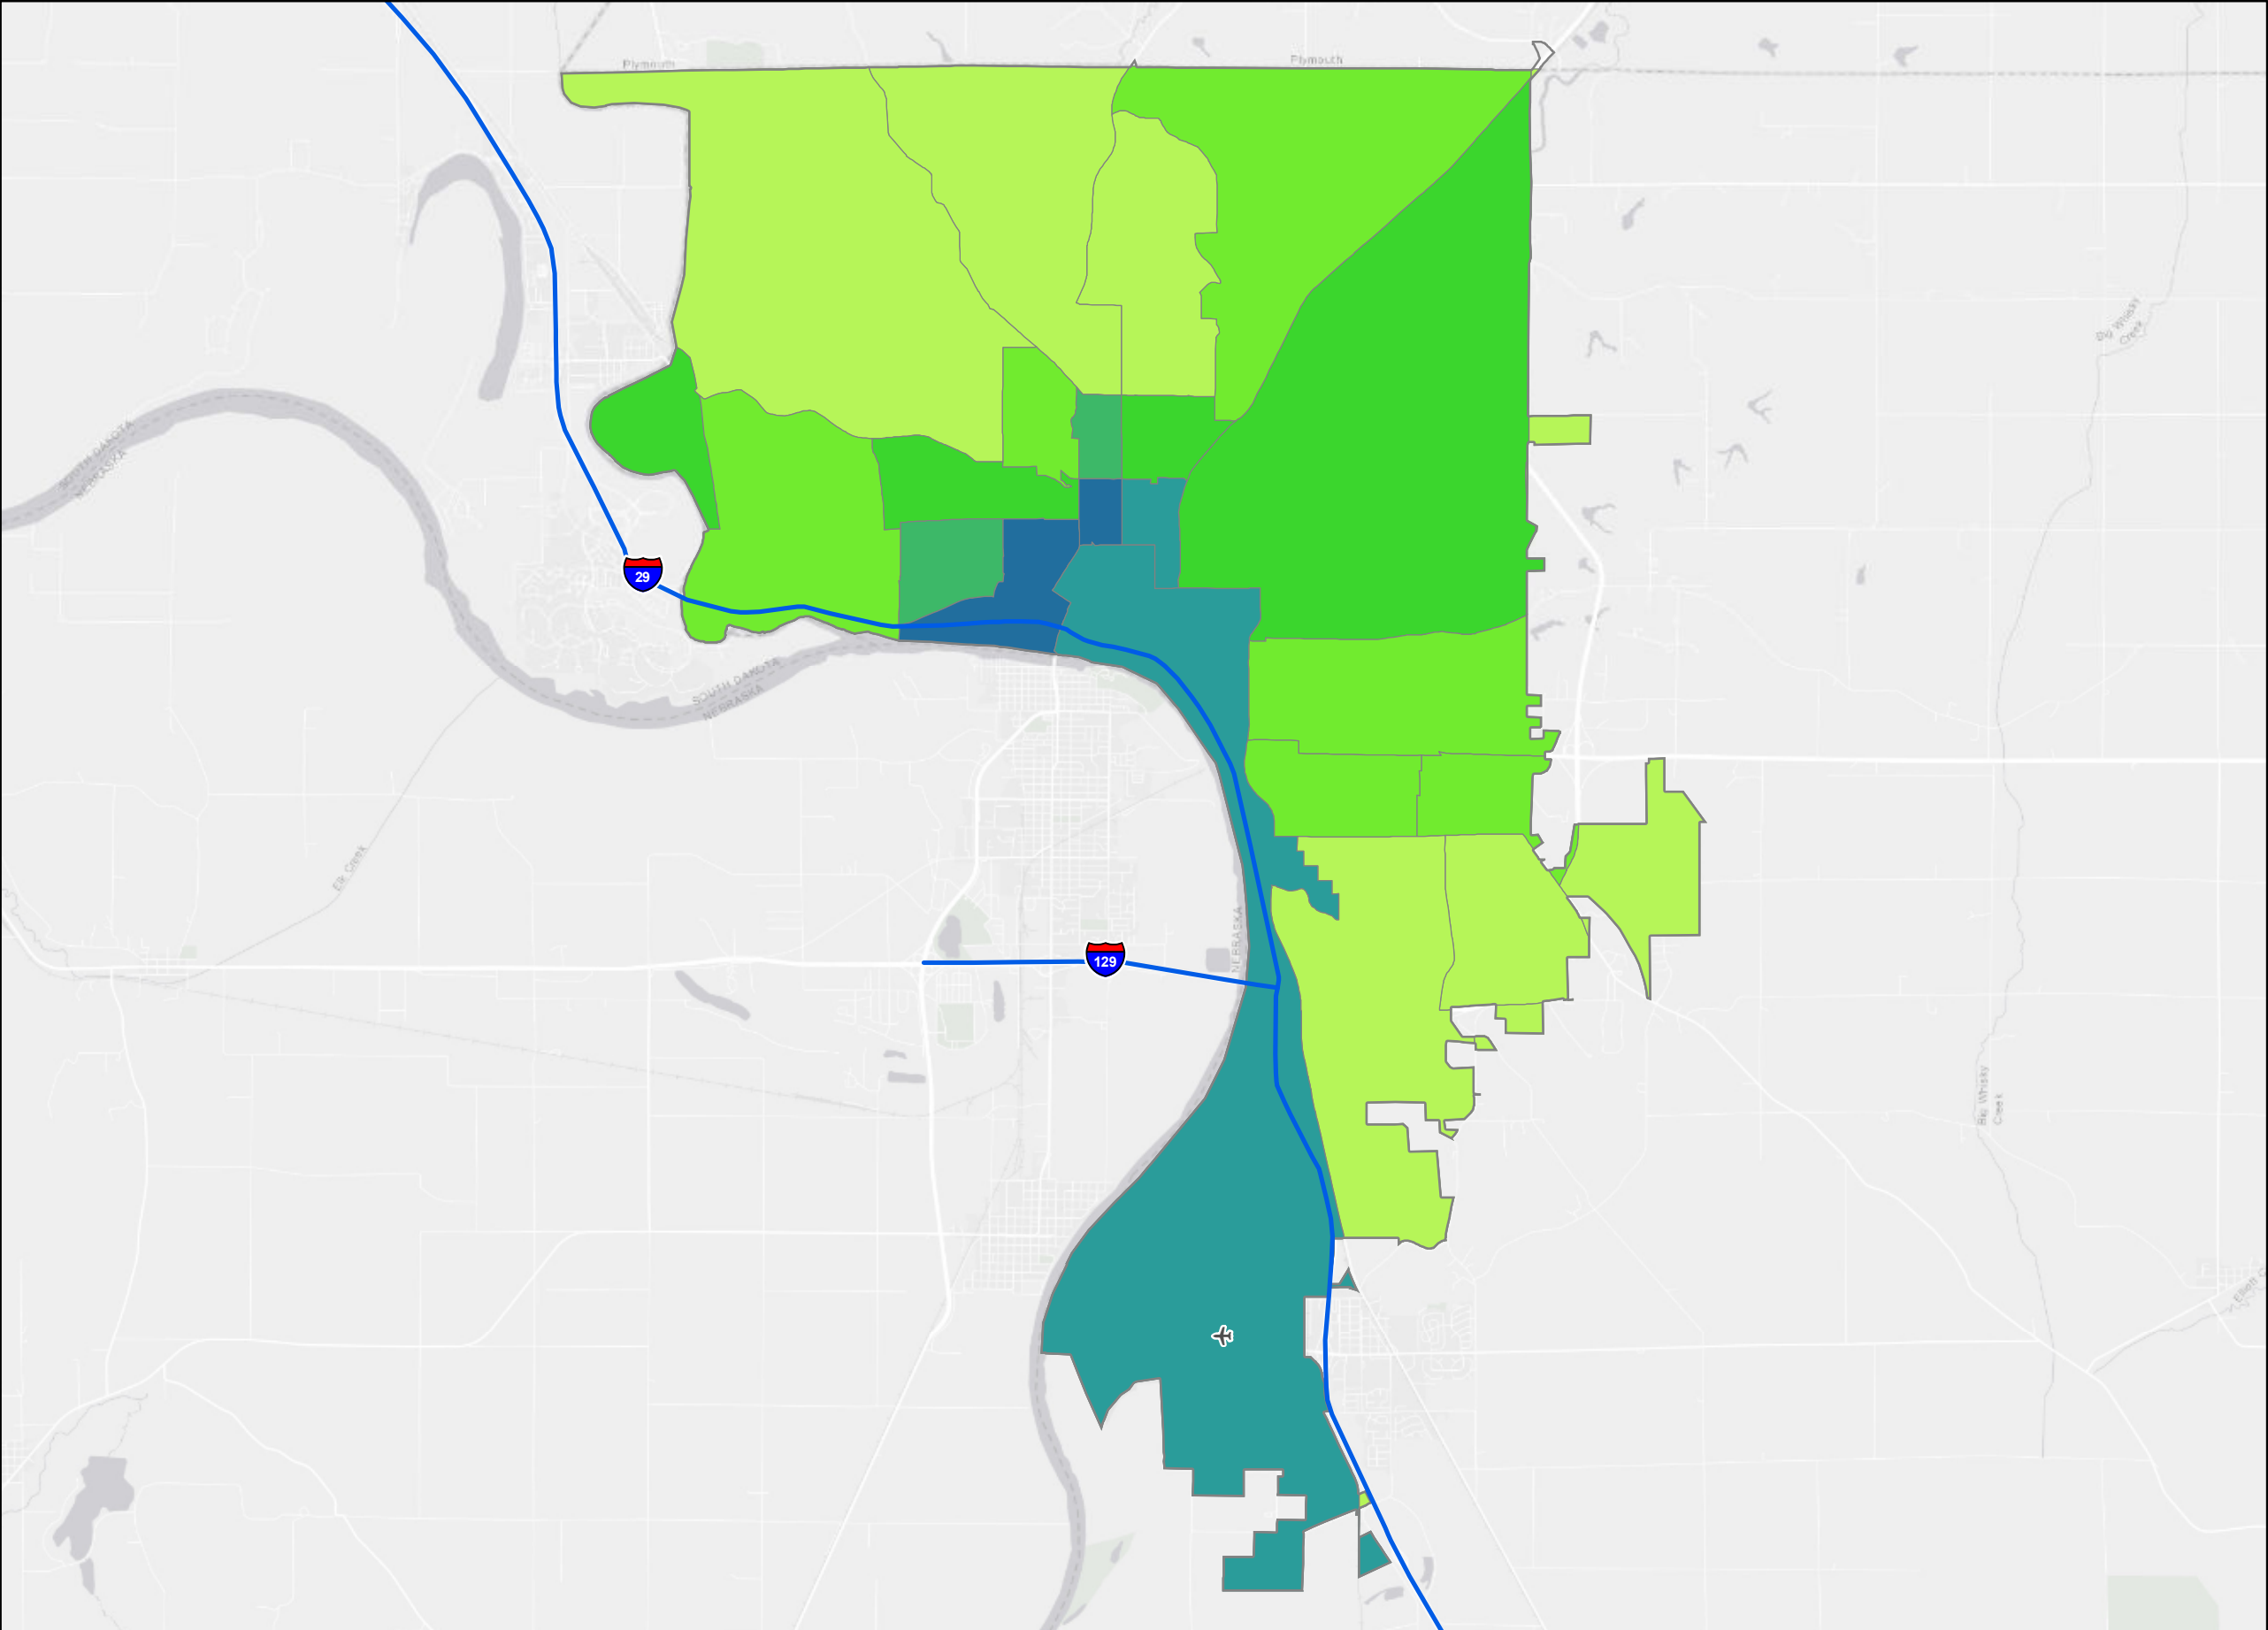 Plymouth
Plymouth
Big Whisky
Creek
SOUTH DAKOTA
NEBRASKA
29
SOUTH DAKOTA
NEBRASKA
Elk Creek
NEBRASKA
129
Big Whisky
Creek